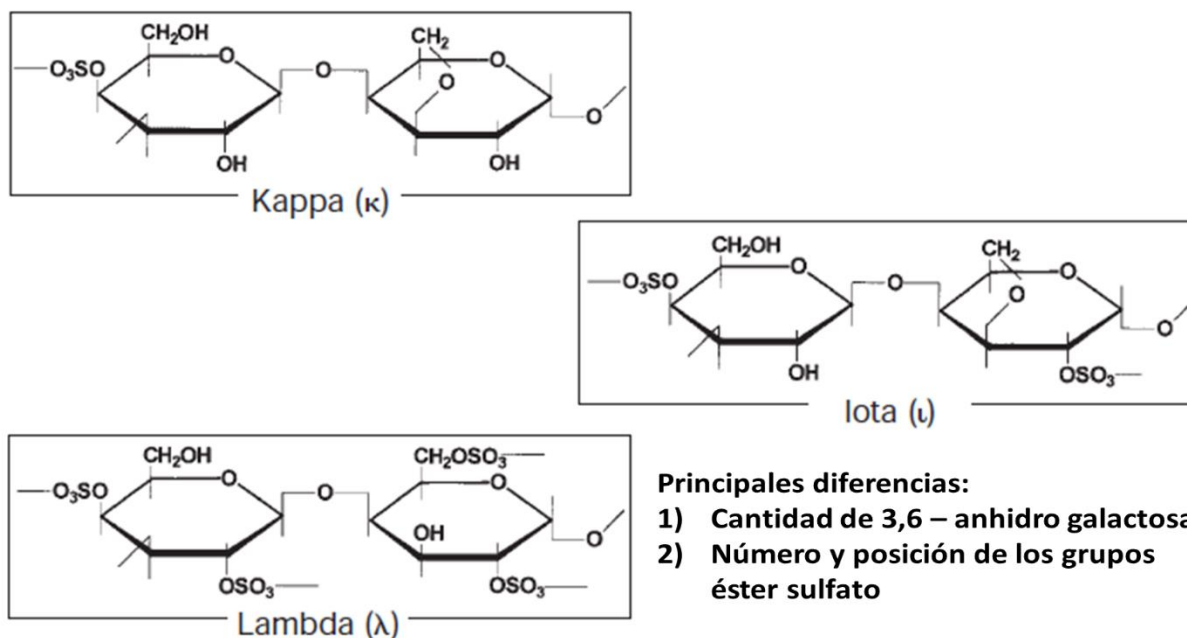 CH₂OH CH₂
O O
—O₃SO O O
O
OH OH
Kappa (κ)
CH₂OH CH₂
O O
—O₃SO O O
O
OH OSO₃—
Iota (ι)
CH₂OH CH₂OSO₃—
O O
—O₃SO O OH O
OSO₃— OSO₃—
Lambda (λ)
Principales diferencias:
1) Cantidad de 3,6 – anhidro galactosa
2) Número y posición de los grupos
éster sulfato